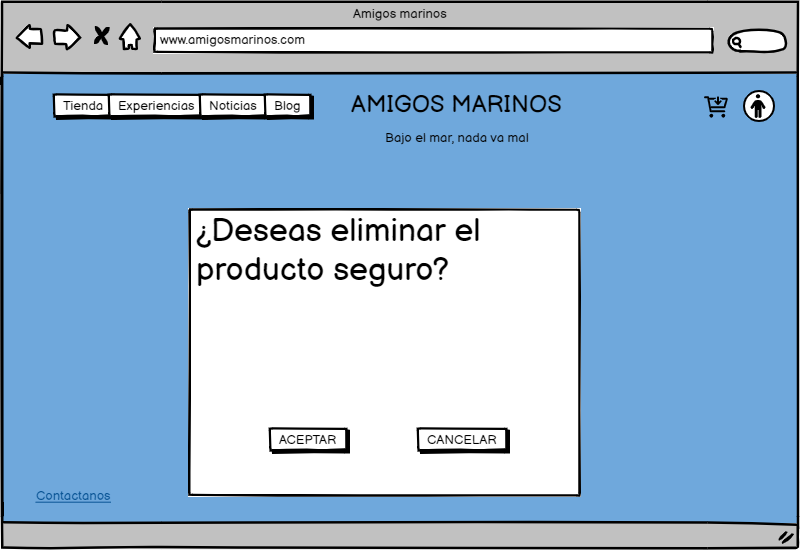 Amigos marinos
www.amigosmarinos.com
Tienda Experiencias Noticias Blog
AMIGOS MARINOS
Bajo el mar, nada va mal
¿Deseas eliminar el
producto seguro?
ACEPTAR CANCELAR
Contactanos